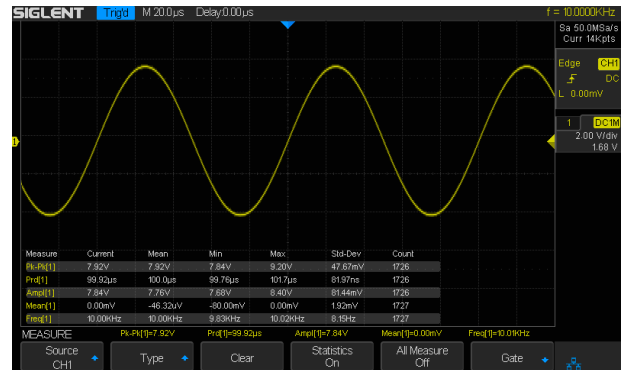 SIGLENT Trig'd M 20.0µs Delay:0.00µs f = 10.0000KHz
Sa 50.0MSa/s
Curr 14Kpts
Edge CH1
DC
L 0.00mV
1 DC1M
2.00 V/div
1.68 V
1
Measure Current Mean Min Max Std-Dev Count
Pk-Pk[1] 7.92V 7.92V 7.84V 9.20V 47.67mV 1726
Prd[1] 99.92µs 100.0µs 99.76µs 101.7µs 81.97ns 1726
Ampl[1] 7.84V 7.76V 7.68V 8.40V 81.44mV 1726
Mean[1] 0.00mV -46.32uV -80.00mV 0.00mV 1.92mV 1727
Freq[1] 10.00KHz 10.00KHz 9.83KHz 10.02KHz 8.15Hz 1727
MEASURE Pk-Pk[1]=7.92V Prd[1]=99.92µs Ampl[1]=7.84V Mean[1]=0.00mV Freq[1]=10.01KHz
Source Type Clear Statistics All Measure Gate
CH1 On Off